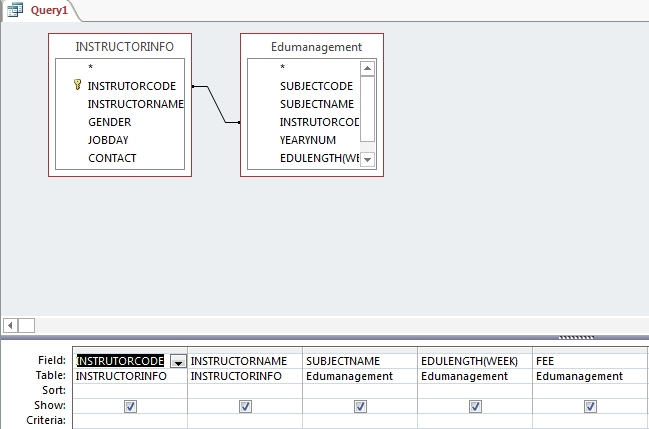 Query1
INSTRUCTORINFO
*
INSTRUTORCODE
INSTRUCTORNAME
GENDER
JOBDAY
CONTACT
Edumanagement
*
SUBJECTCODE
SUBJECTNAME
INSTRUTORCOD
YEARYNUM
EDULENGTH(WE
Field: INSTRUTORCODE INSTRUCTORNAME SUBJECTNAME EDULENGTH(WEEK) FEE
Table: INSTRUCTORINFO INSTRUCTORINFO Edumanagement Edumanagement Edumanagement
Sort:
Show:
Criteria: